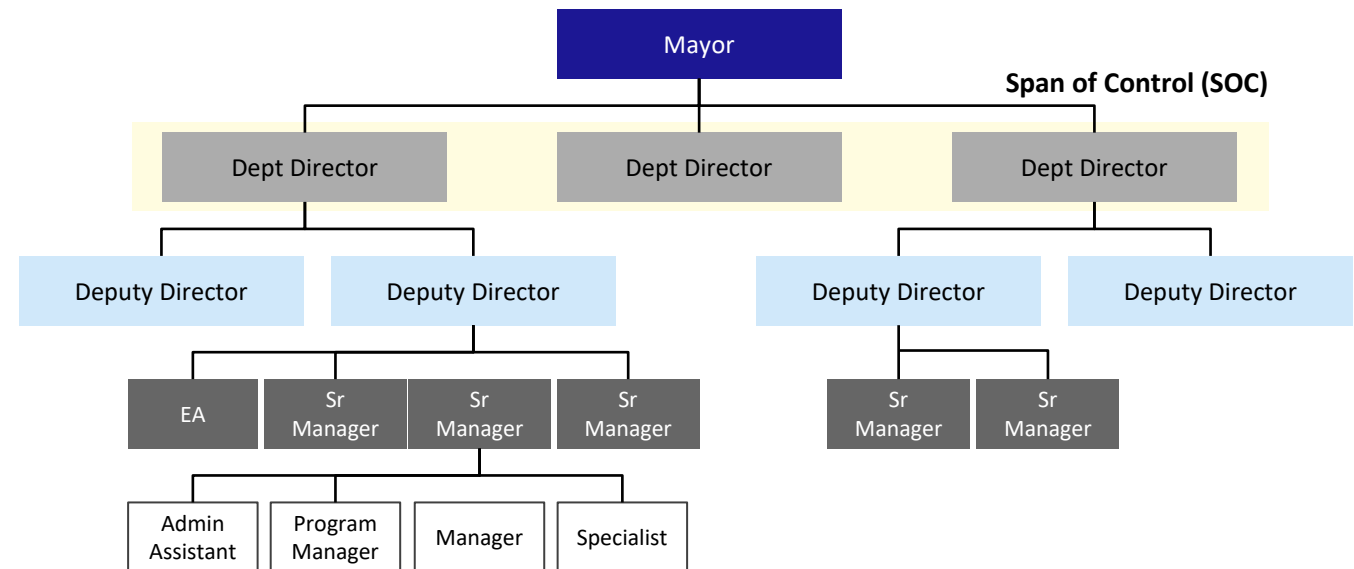 Mayor
Span of Control (SOC)
Dept Director
Dept Director
Dept Director
Deputy Director
Deputy Director
Deputy Director
Deputy Director
EA
Sr
Manager
Sr
Manager
Sr
Manager
Sr
Manager
Sr
Manager
Admin
Assistant
Program
Manager
Manager
Specialist